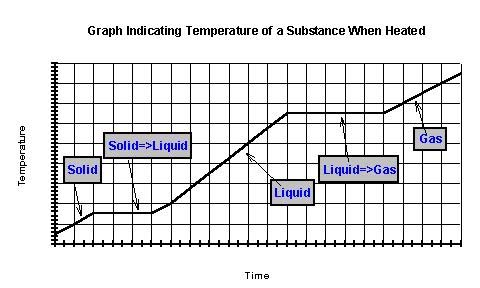 Graph Indicating Temperature of a Substance When Heated
Temperature
Solid
Solid=>Liquid
Liquid
Liquid=>Gas
Gas
Time